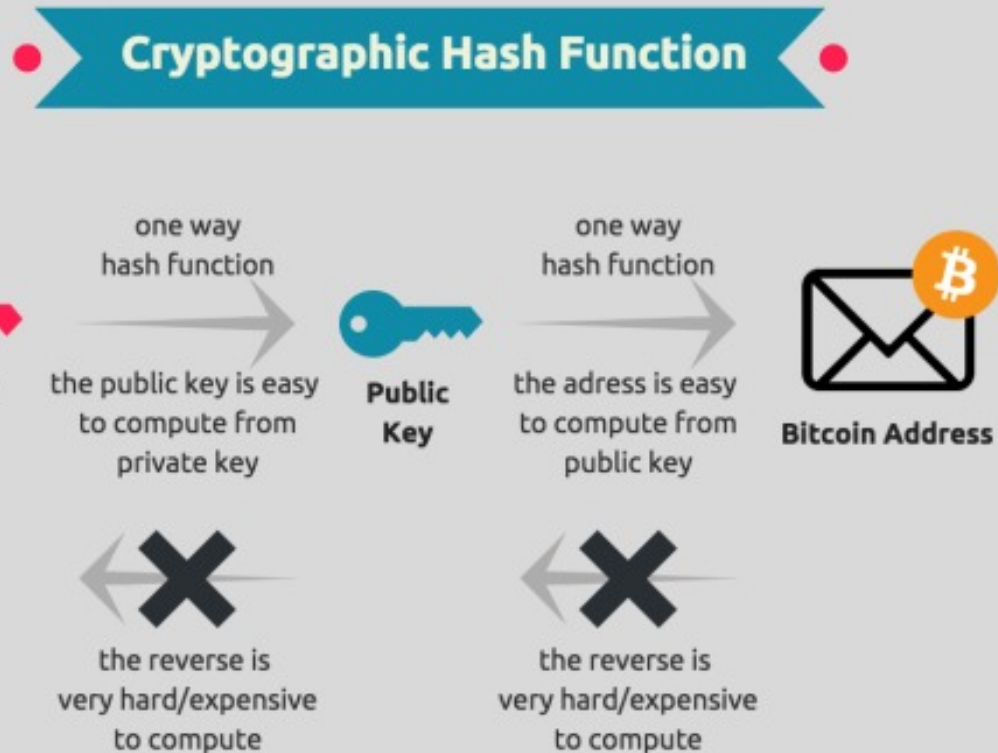 Cryptographic Hash Function
one way
hash function
the public key is easy
to compute from
private key
Public
Key
one way
hash function
the adress is easy
to compute from
public key
Bitcoin Address
the reverse is
very hard/expensive
to compute
the reverse is
very hard/expensive
to compute